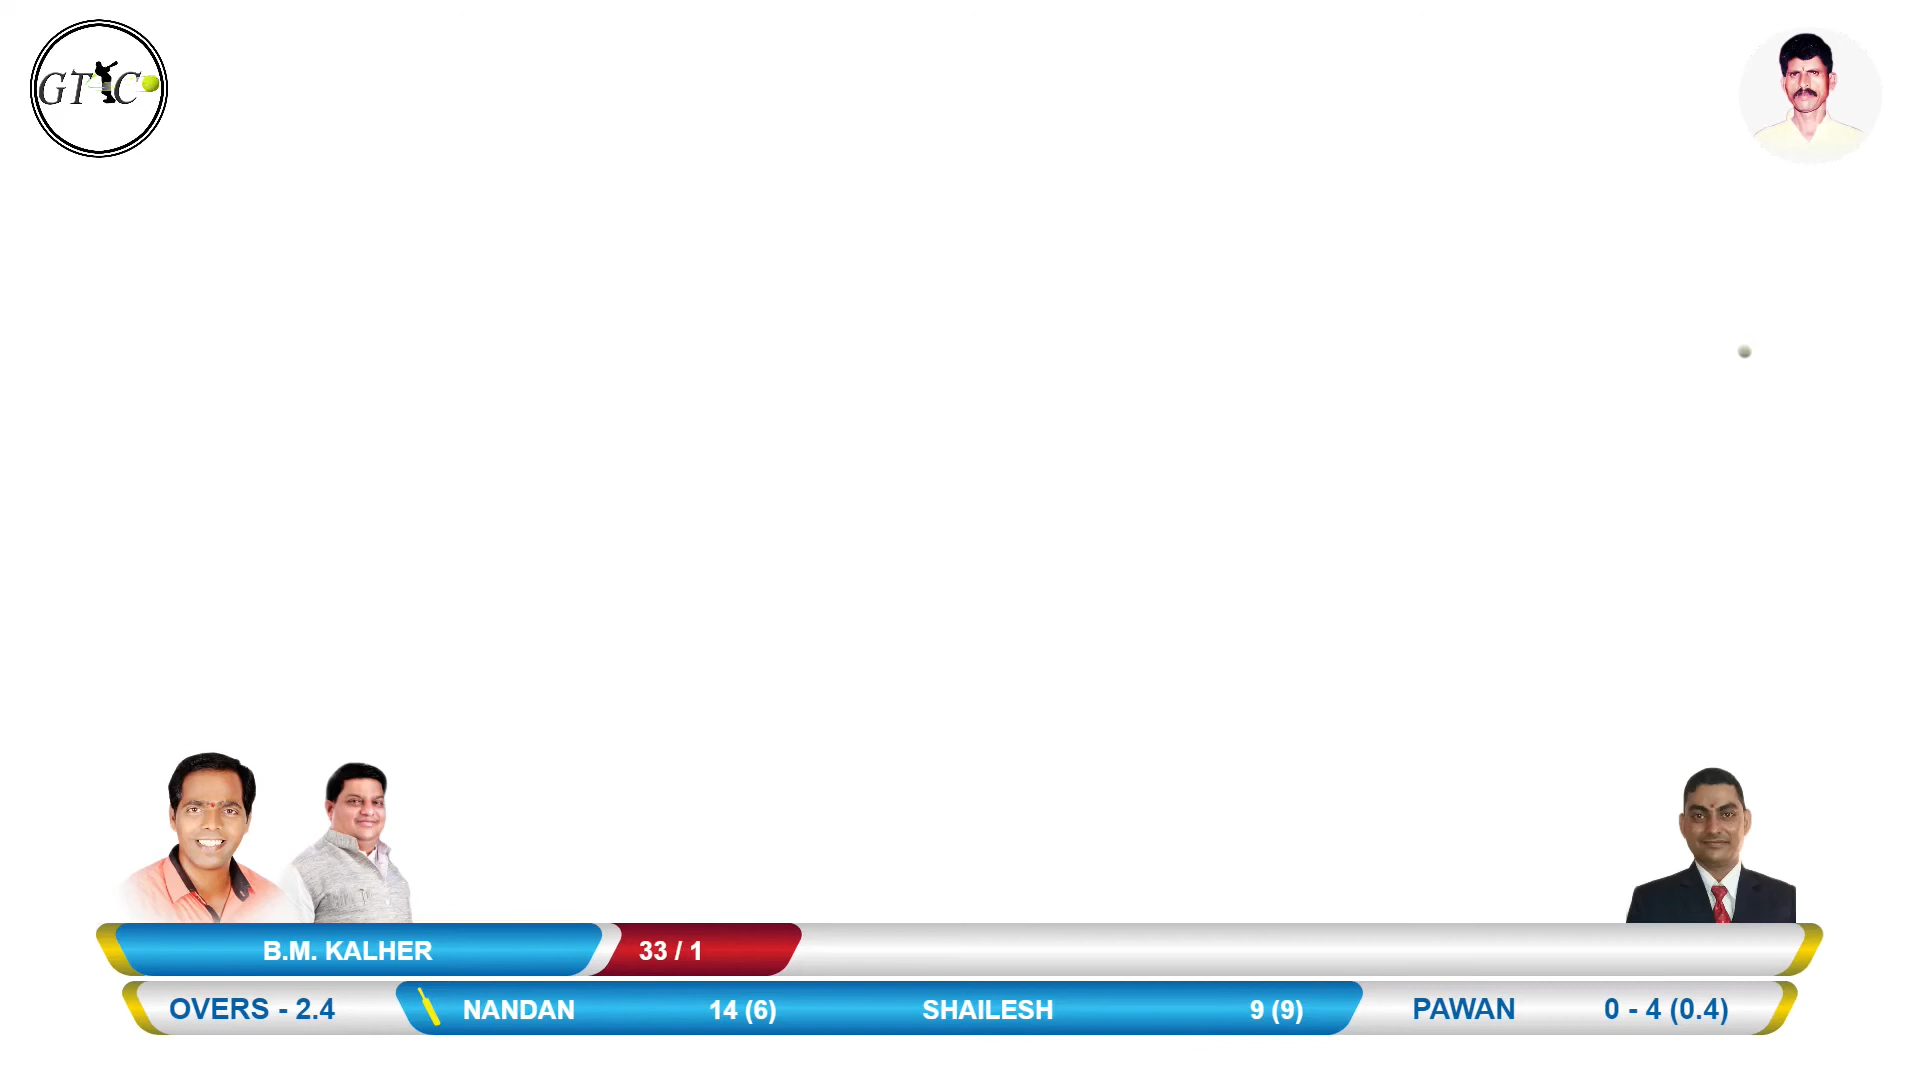 GTC
B.M. KALHER 33 / 1
OVERS - 2.4 NANDAN 14 (6) SHAILESH 9 (9) PAWAN 0 - 4 (0.4)